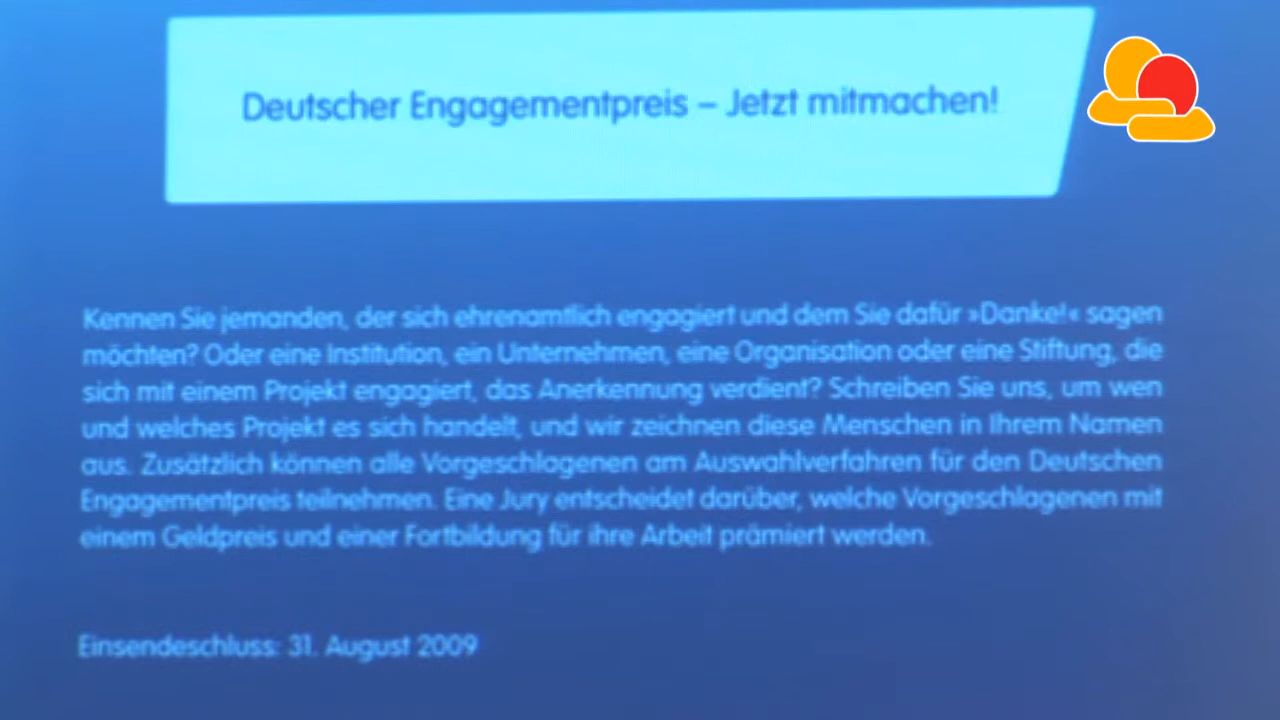 Deutscher Engagementpreis – Jetzt mitmachen!
Kennen Sie jemanden, der sich ehrenamtlich engagiert und dem Sie dafür »Danke!« sagen
möchten? Oder eine Institution, ein Unternehmen, eine Organisation oder eine Stiftung, die
sich mit einem Projekt engagiert, das Anerkennung verdient? Schreiben Sie uns, um wen
und welches Projekt es sich handelt, und wir zeichnen diese Menschen in Ihrem Namen
aus. Zusätzlich können alle Vorgeschlagenen am Auswahlverfahren für den Deutschen
Engagementpreis teilnehmen. Eine Jury entscheidet darüber, welche Vorgeschlagenen mit
einem Geldpreis und einer Fortbildung für ihre Arbeit prämiert werden.
Einsendeschluss: 31. August 2009